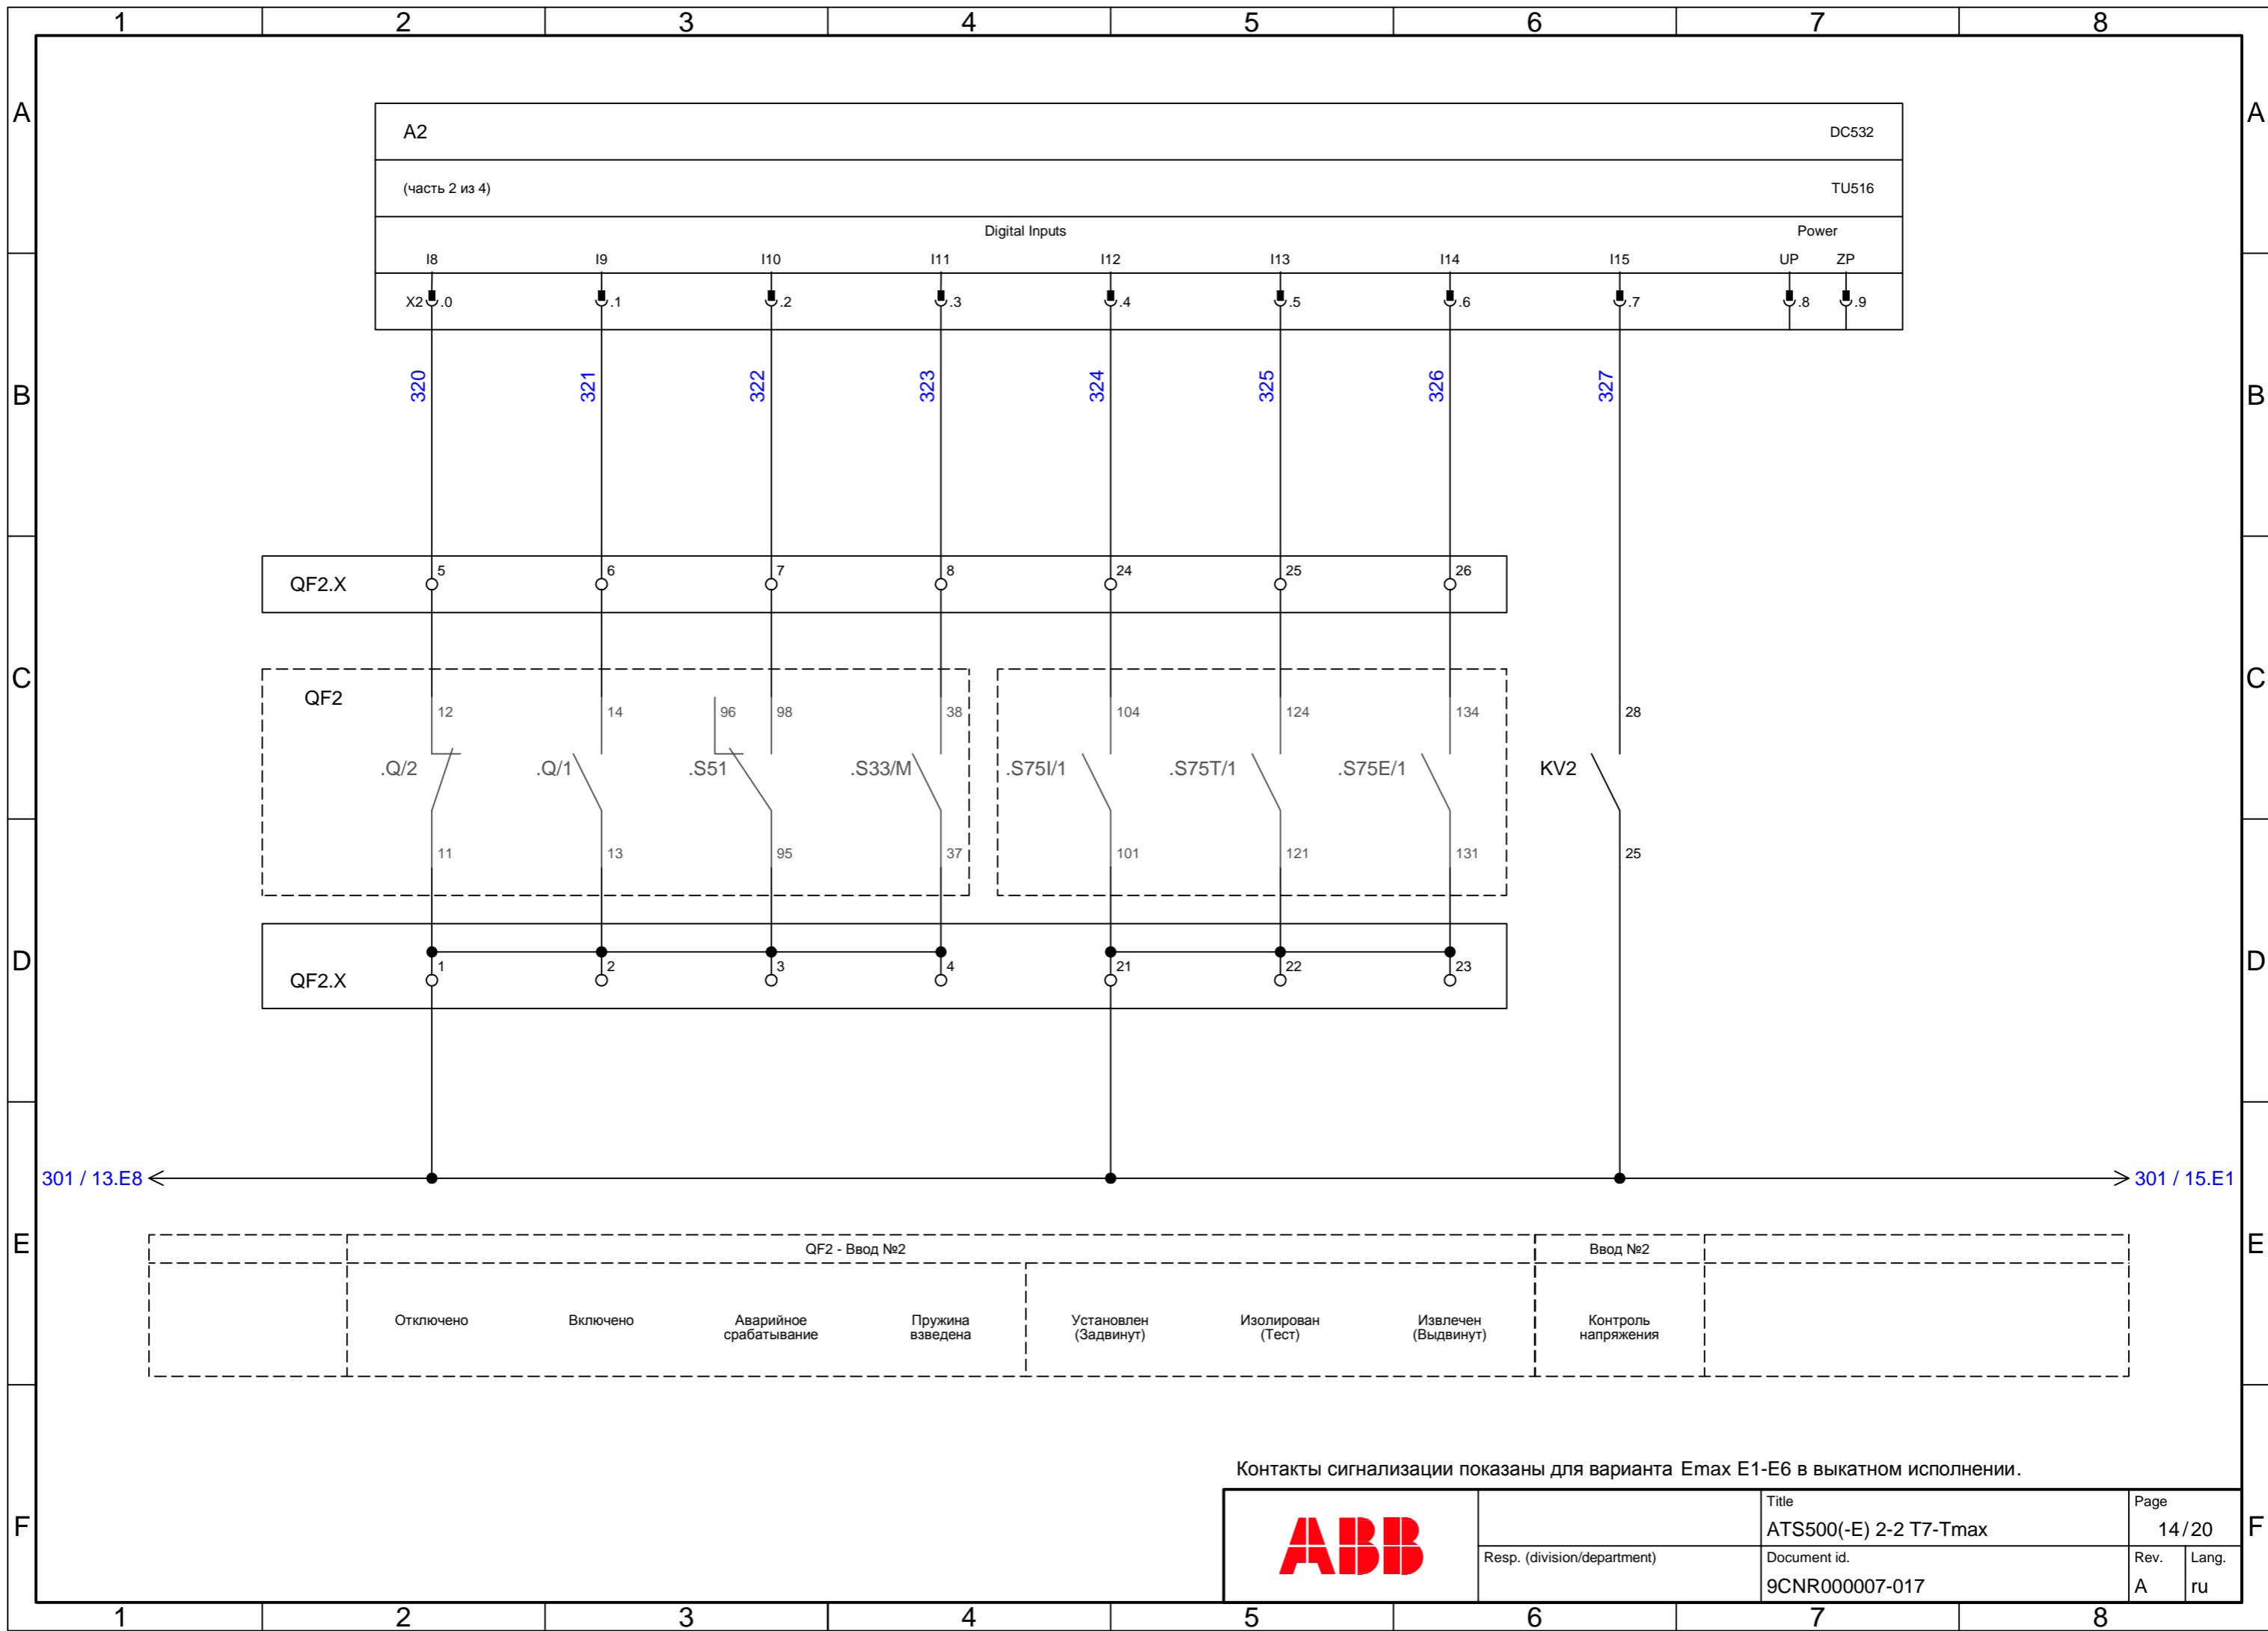 1 2 3 4 5 6 7 8
A A
A2 DC532
(часть 2 из 4) TU516
Digital Inputs Power
I8 I9 I10 I11 I12 I13 I14 I15 UP ZP
X2 .0 .1 .2 .3 .4 .5 .6 .7 .8 .9
320 321 322 323 324 325 326 327
B B
QF2.X 5 6 7 8 24 25 26
C C
QF2
12 14 96 98 38 104 124 134 28
.Q/2 .Q/1 .S51 .S33/M .S75I/1 .S75T/1 .S75E/1 KV2
11 13 95 37 101 121 131 25
D D
QF2.X 1 2 3 4 21 22 23
301 / 13.E8 301 / 15.E1
E E
QF2 - Ввод №2 Ввод №2
Отключено
Включено
Аварийное
срабатывание
Пружина
взведена
Установлен
(Задвинут)
Изолирован
(Тест)
Извлечен
(Выдвинут)
Контроль
напряжения
Контакты сигнализации показаны для варианта Emax E1-E6 в выкатном исполнении.
F F
ABB
Title
ATS500(-E) 2-2 T7-Tmax
Page
14/20
Resp. (division/department)
Document id.
9CNR000007-017
Rev.
A
Lang.
ru
1 2 3 4 5 6 7 8